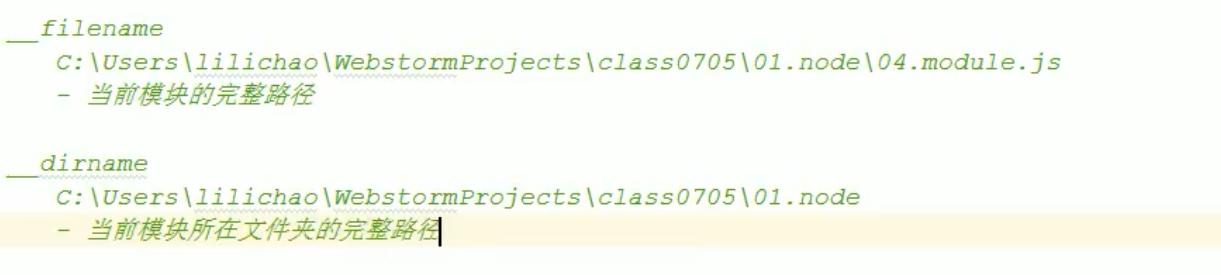 __filename
C:\Users\lilichao\WebstormProjects\class0705\01.node\04.module.js
- 当前模块的完整路径
__dirname
C:\Users\lilichao\WebstormProjects\class0705\01.node
- 当前模块所在文件夹的完整路径